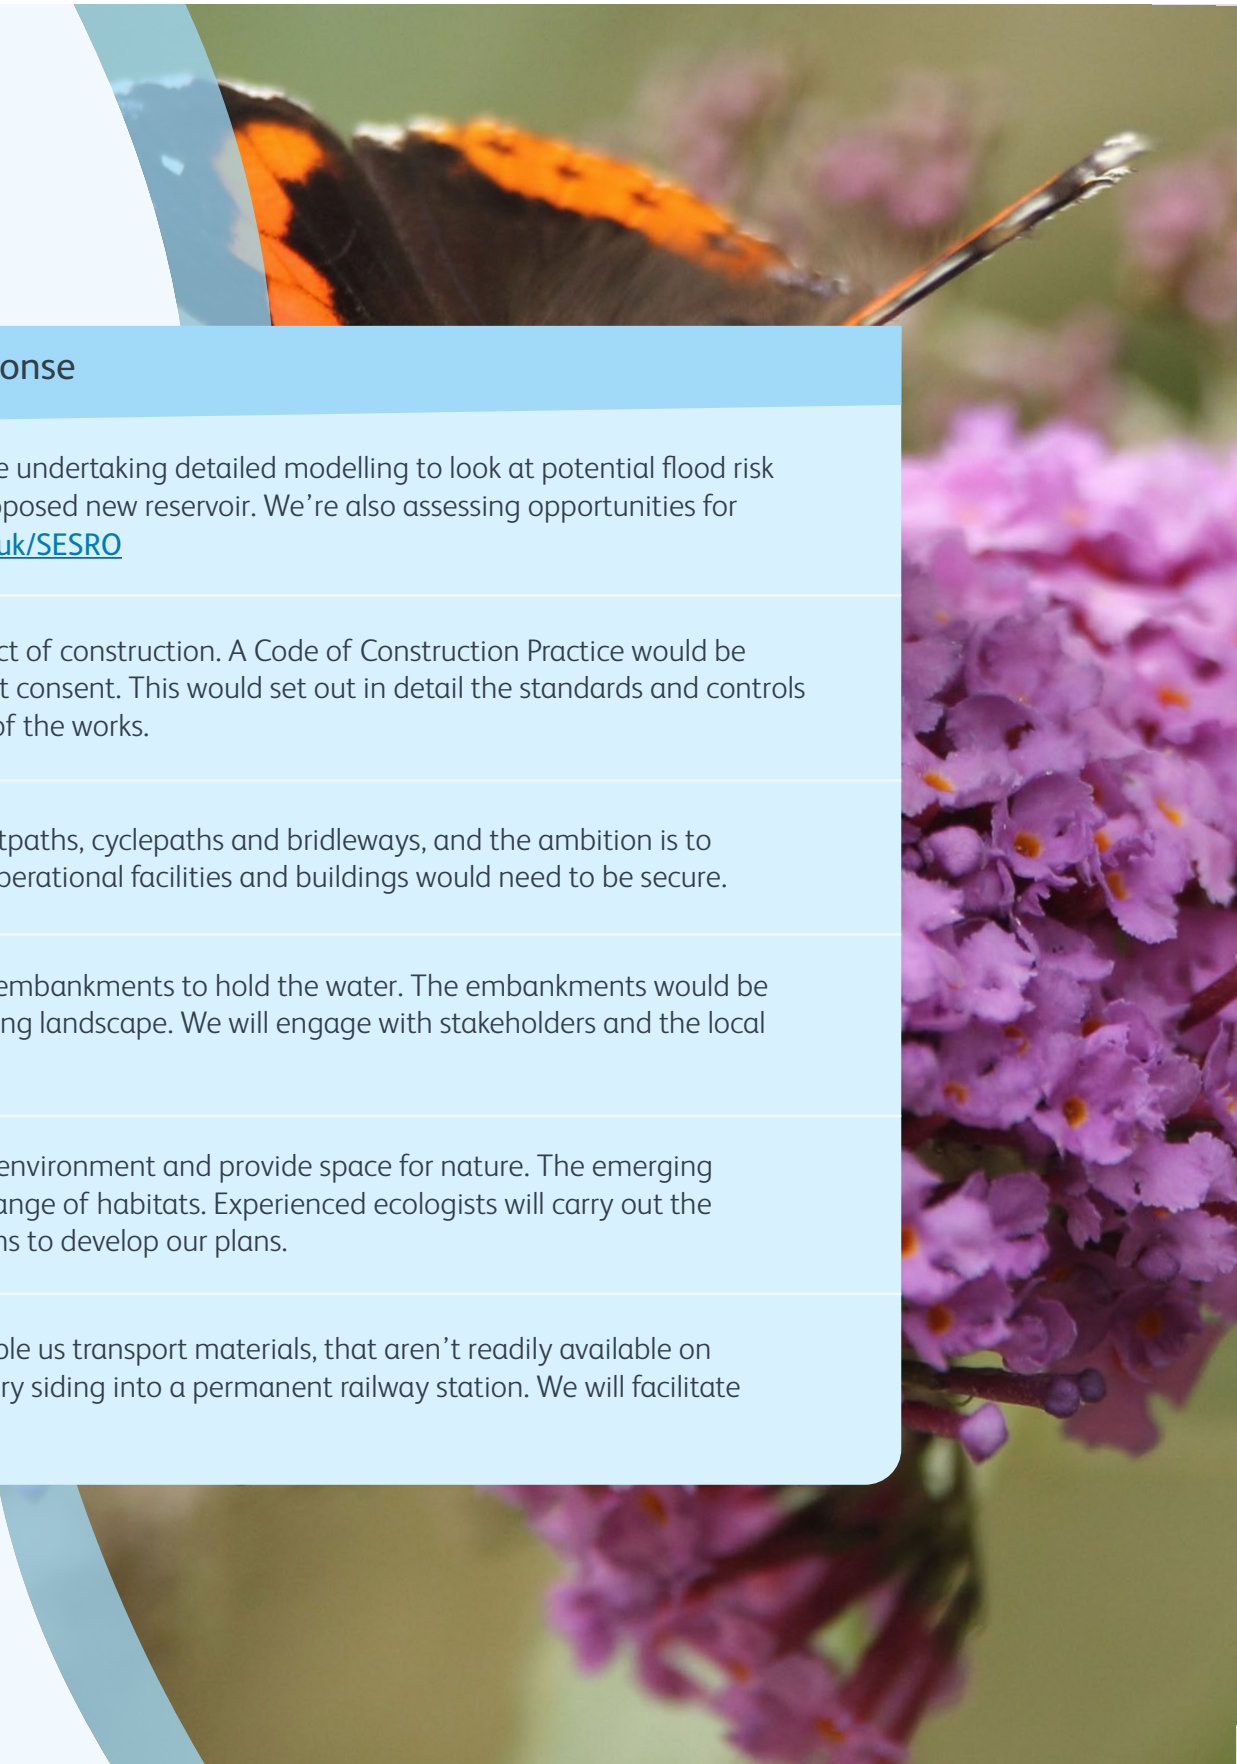 onse
e undertaking detailed modelling to look at potential flood risk
posed new reservoir. We're also assessing opportunities for
uk/SESRO
ct of construction. A Code of Construction Practice would be
t consent. This would set out in detail the standards and controls
of the works.
tpaths, cyclepaths and bridleways, and the ambition is to
perational facilities and buildings would need to be secure.
embankments to hold the water. The embankments would be
ng landscape. We will engage with stakeholders and the local
environment and provide space for nature. The emerging
ange of habitats. Experienced ecologists will carry out the
ns to develop our plans.
ble us transport materials, that aren't readily available on
ry siding into a permanent railway station. We will facilitate